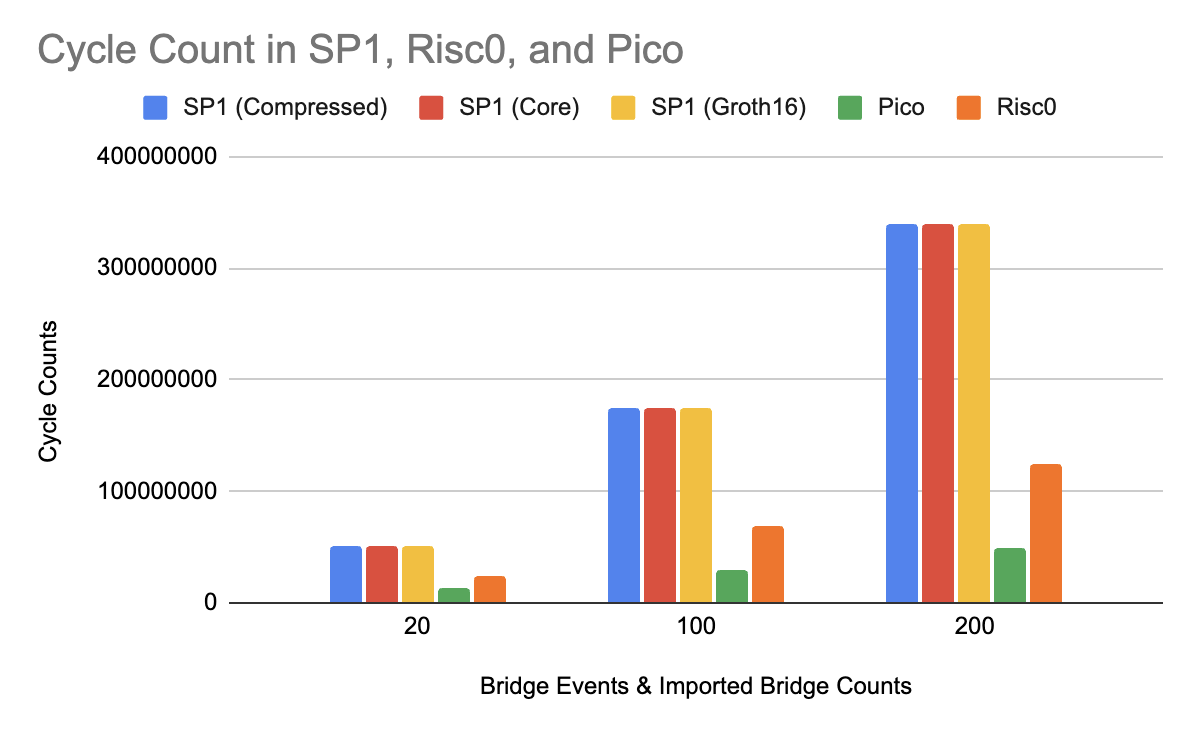 Cycle Count in SP1, Risc0, and Pico
SP1 (Compressed) SP1 (Core) SP1 (Groth16) Pico Risc0
400000000
300000000
200000000
100000000
0
Cycle Counts
20 100 200
Bridge Events & Imported Bridge Counts